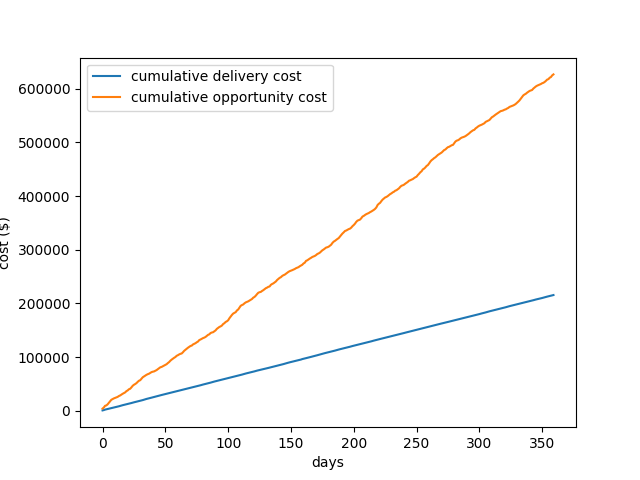 cumulative delivery cost
cumulative opportunity cost
600000
500000
400000
300000
200000
100000
0
cost ($)
0 50 100 150 200 250 300 350
days